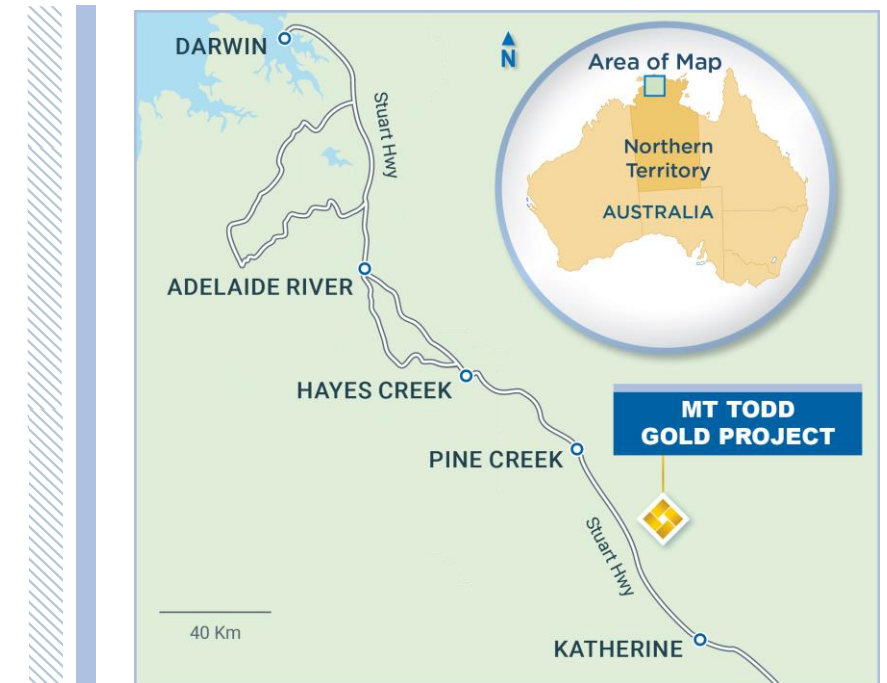 DARWIN
N
Area of Map
Northern
Territory
AUSTRALIA
Stuart Hwy
ADELAIDE RIVER
HAYES CREEK
MT TODD
GOLD PROJECT
PINE CREEK
Stuart Hwy
40 Km
KATHERINE